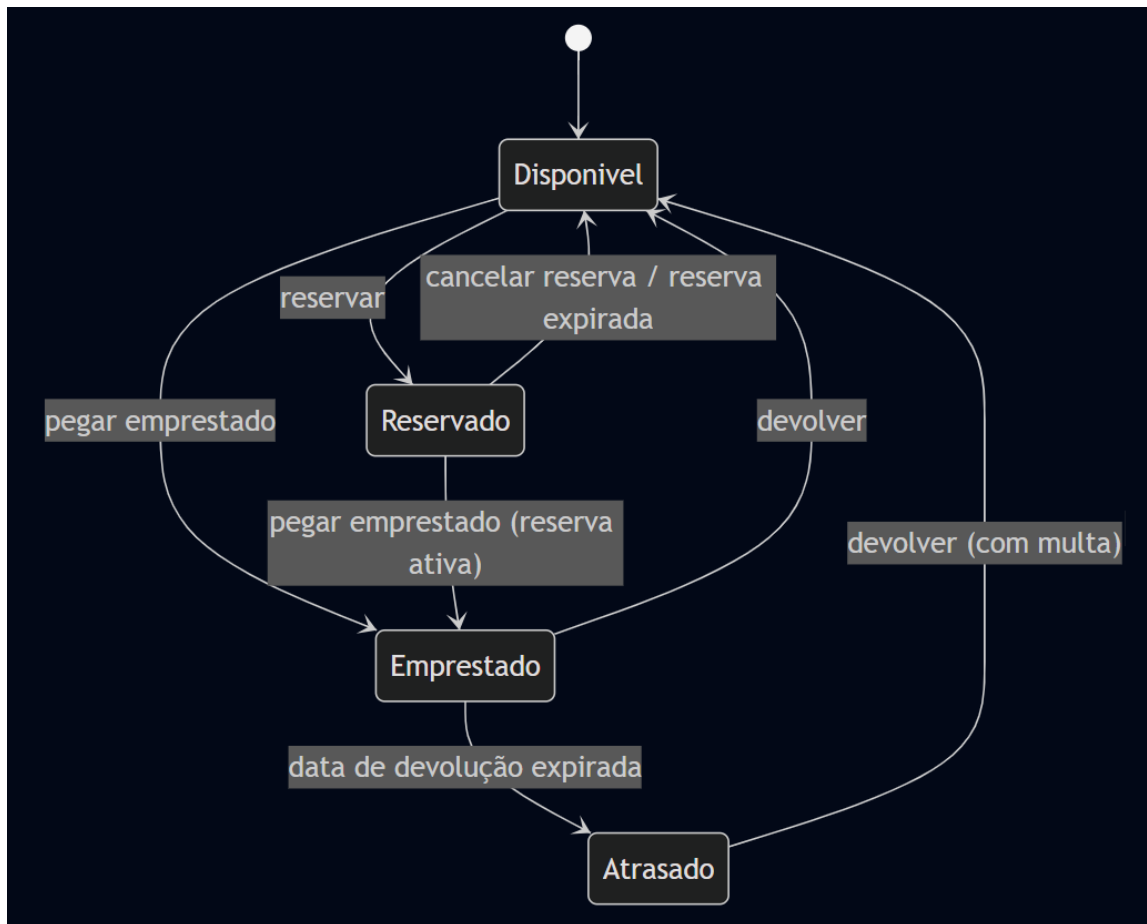 Disponivel
reservar
cancelar reserva / reserva
expirada
pegar emprestado
Reservado
devolver
pegar emprestado (reserva
ativa)
devolver (com multa)
Emprestado
data de devolução expirada
Atrasado